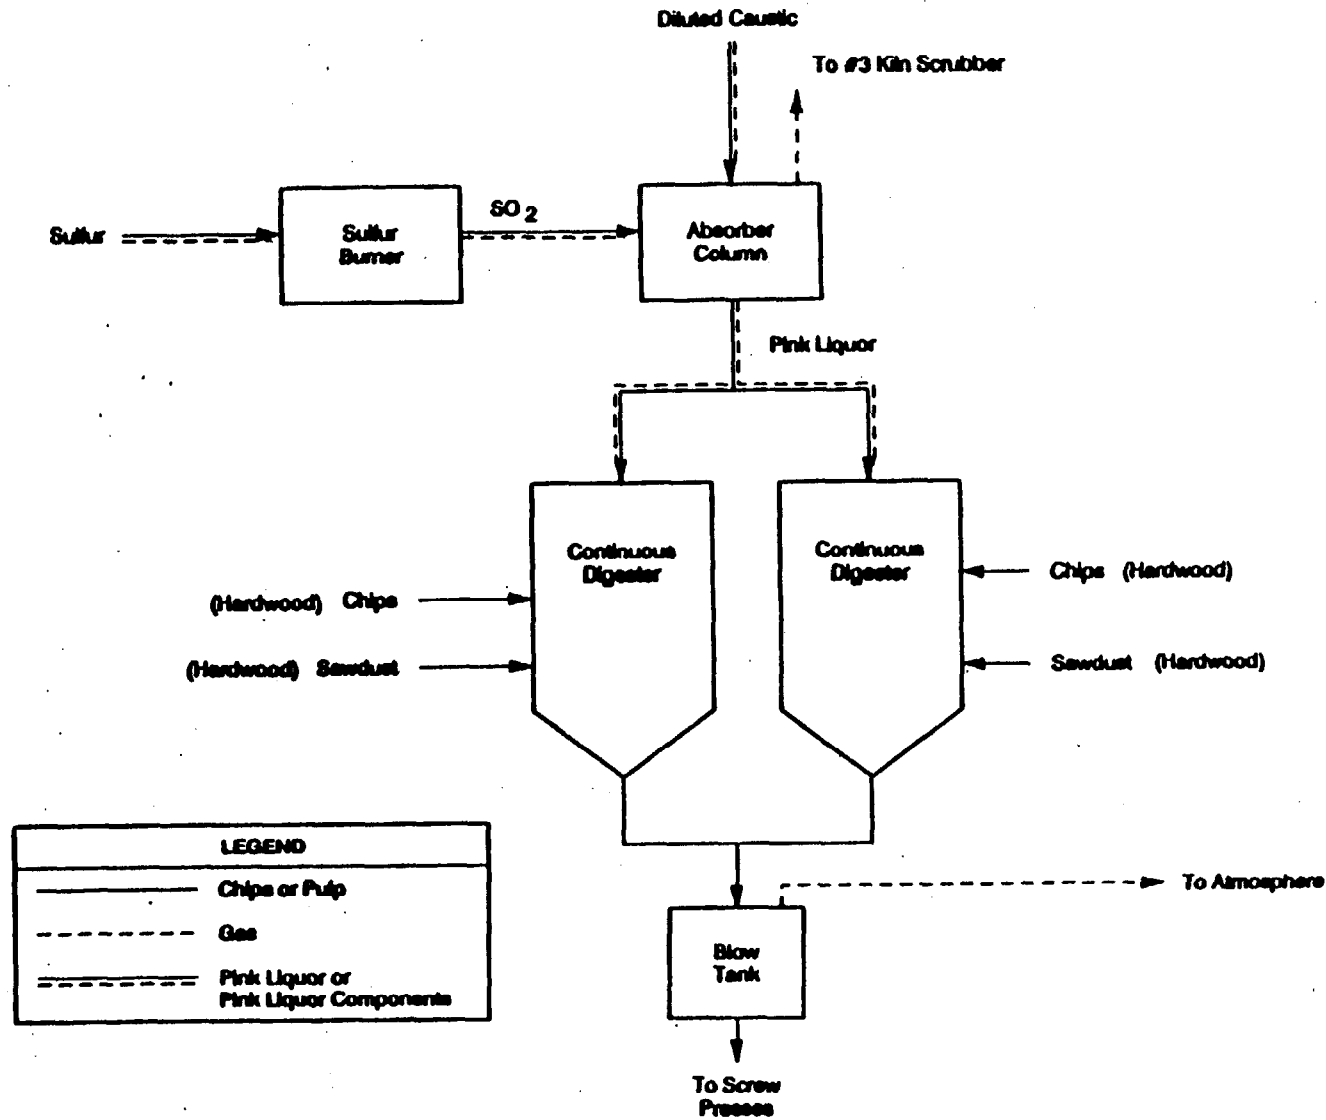 Diluted Caustic
To #3 Kiln Scrubber
Sulfur
Sulfur
Burner
SO2
Absorber
Column
Pink Liquor
Continuous
Digester
Continuous
Digester
(Hardwood) Chips
Chips (Hardwood)
(Hardwood) Sawdust
Sawdust (Hardwood)
LEGEND
Chips or Pulp
Gas
Pink Liquor or
Pink Liquor Components
To Atmosphere
Blow
Tank
To Screw
Presses